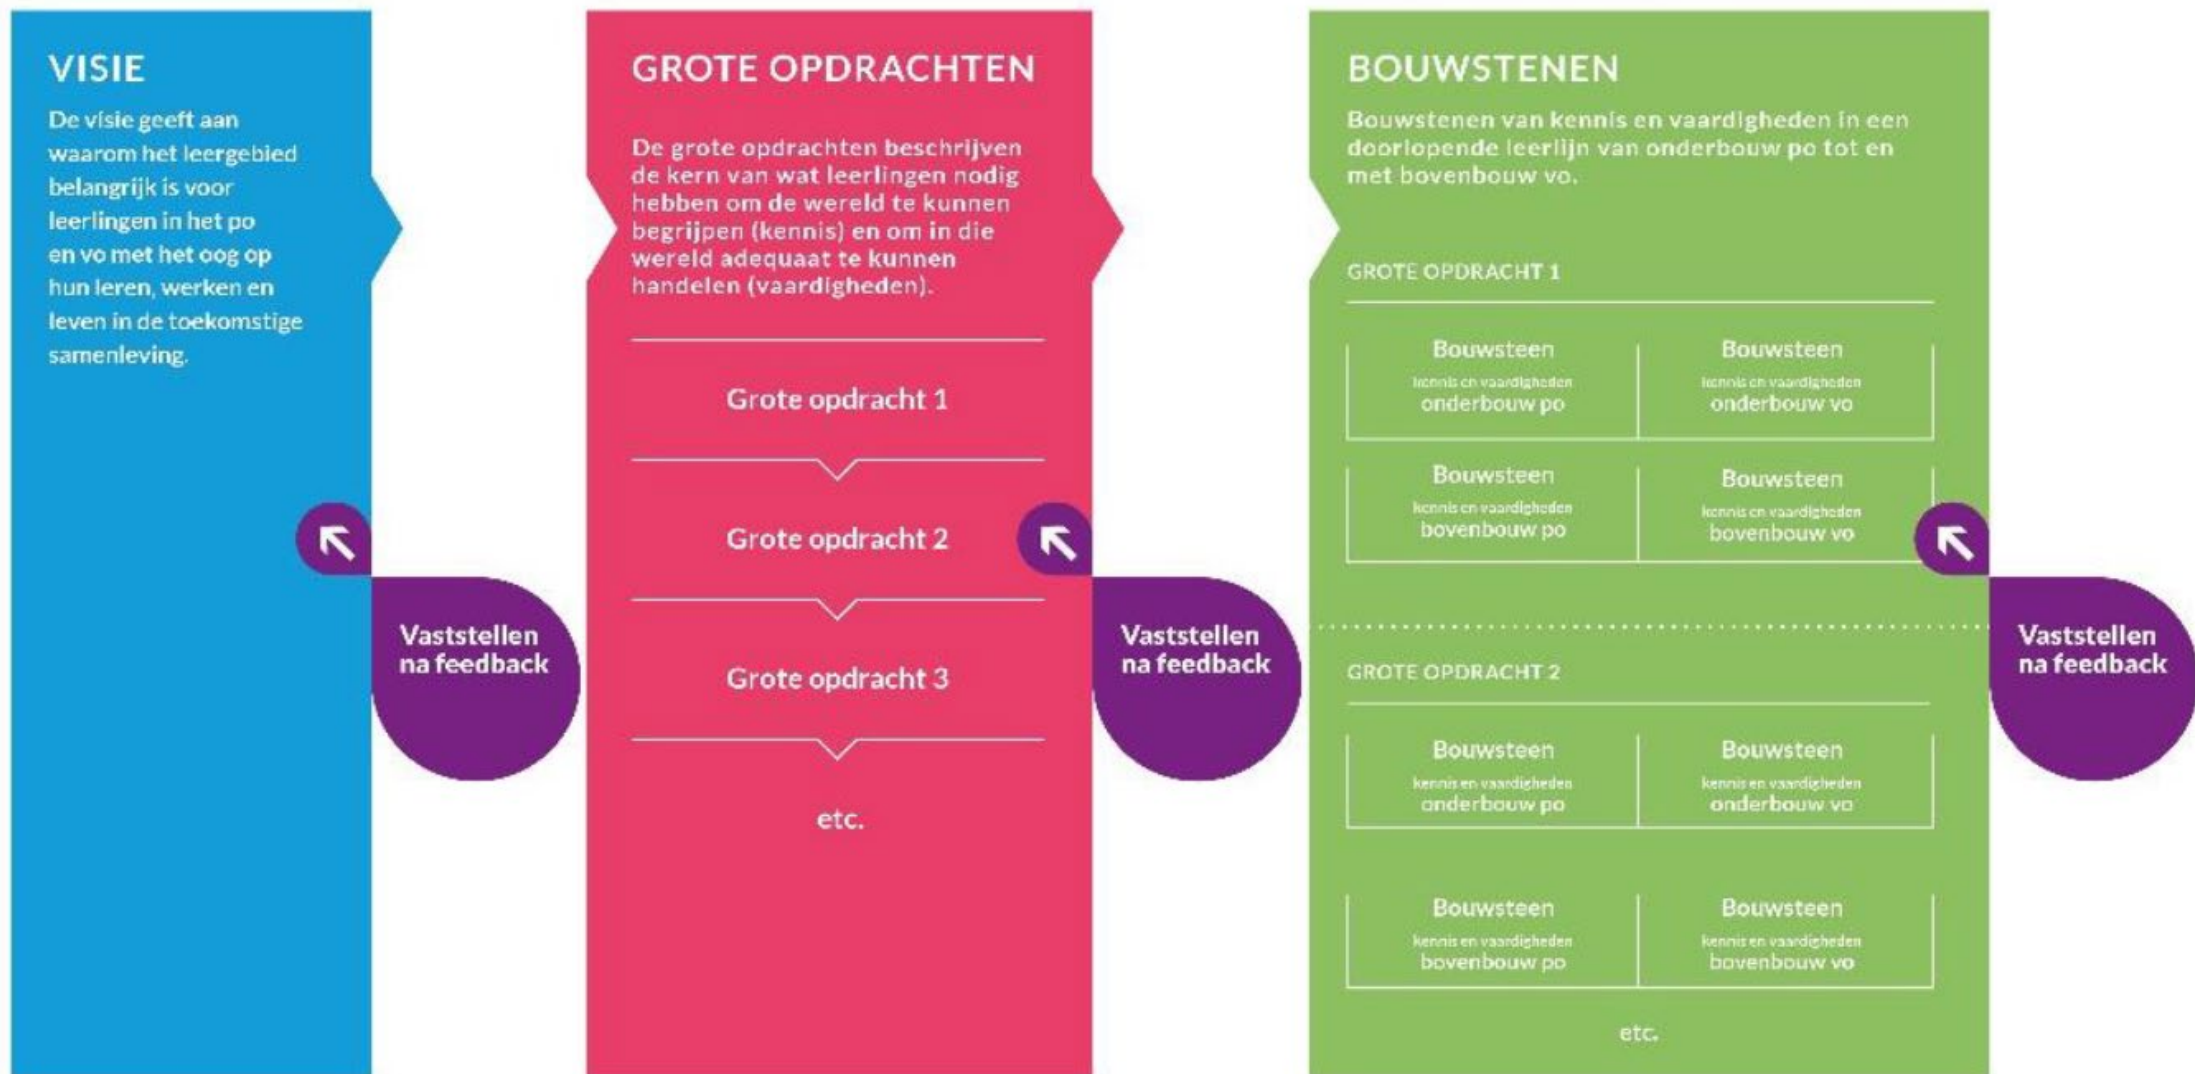 VISIE
De visie geeft aan
waarom het leergebied
belangrijk is voor
leerlingen in het po
en vo met het oog op
hun leren, werken en
leven in de toekomstige
samenleving.
Vaststellen
na feedback
GROTE OPDRACHTEN
De grote opdrachten beschrijven
de kern van wat leerlingen nodig
hebben om de wereld te kunnen
begrijpen (kennis) en om in die
wereld adequaat te kunnen
handelen (vaardigheden).
Grote opdracht 1
Grote opdracht 2
Grote opdracht 3
etc.
Vaststellen
na feedback
BOUWSTENEN
Bouwstenen van kennis en vaardigheden in een
doorlopende leerlijn van onderbouw po tot en
met bovenbouw vo.
GROTE OPDRACHT 1
Bouwsteen
kennis en vaardigheden
onderbouw po
Bouwsteen
kennis en vaardigheden
onderbouw vo
Bouwsteen
kennis en vaardigheden
bovenbouw po
Bouwsteen
kennis en vaardigheden
bovenbouw vo
GROTE OPDRACHT 2
Bouwsteen
kennis en vaardigheden
onderbouw po
Bouwsteen
kennis en vaardigheden
onderbouw vo
Bouwsteen
kennis en vaardigheden
bovenbouw po
Bouwsteen
kennis en vaardigheden
bovenbouw vo
etc.
Vaststellen
na feedback